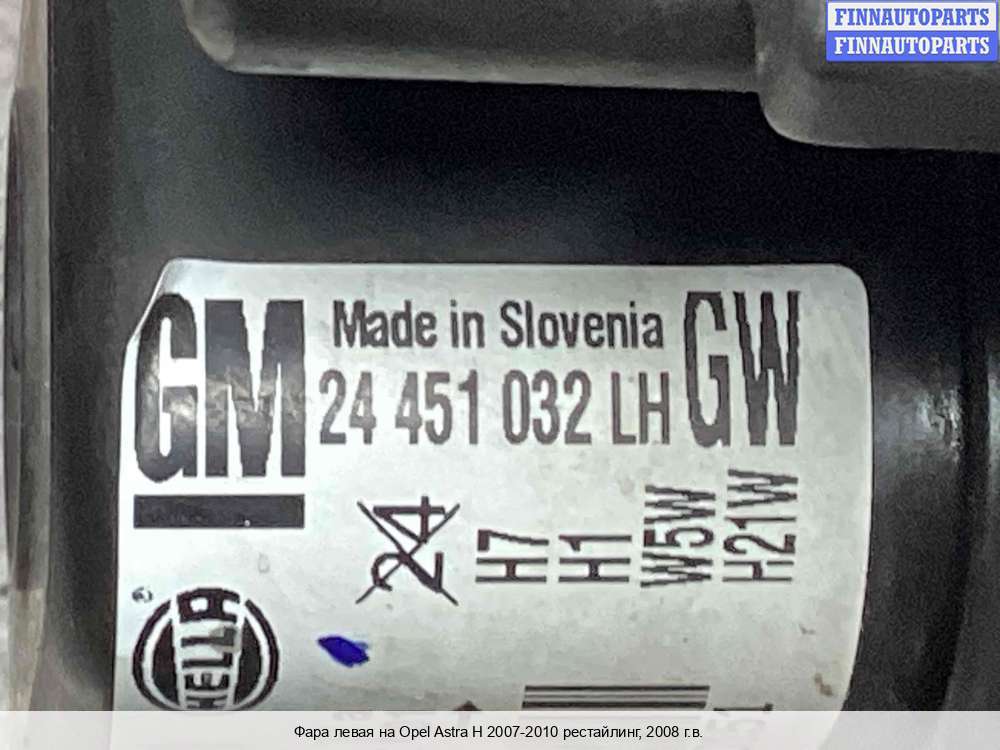 FINNAUTOPARTS
FINNAUTOPARTS
GM
Made in Slovenia
GW
24 451 032 LH
24
H7
H1
W5W
H21W
HELLA
®
Фара левая на Opel Astra H 2007-2010 рестайлинг, 2008 г.в.